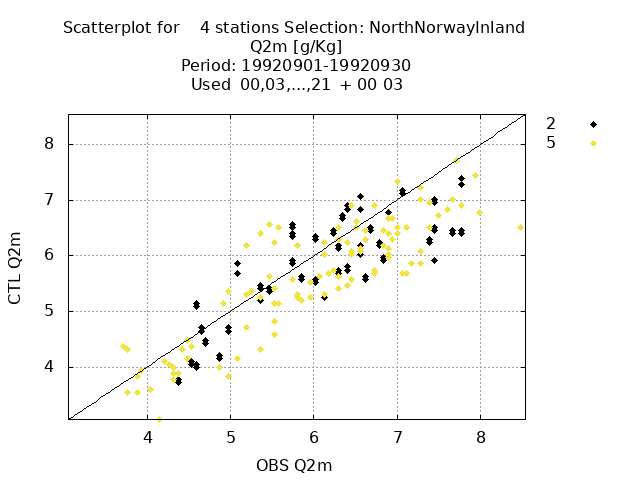 Scatterplot for    4 stations Selection: NorthNorwayInland
Q2m [g/Kg]
Period: 19920901-19920930
Used  00,03,...,21  + 00 03
2
5
8
7
6
5
4
CTL Q2m
4 5 6 7 8
OBS Q2m